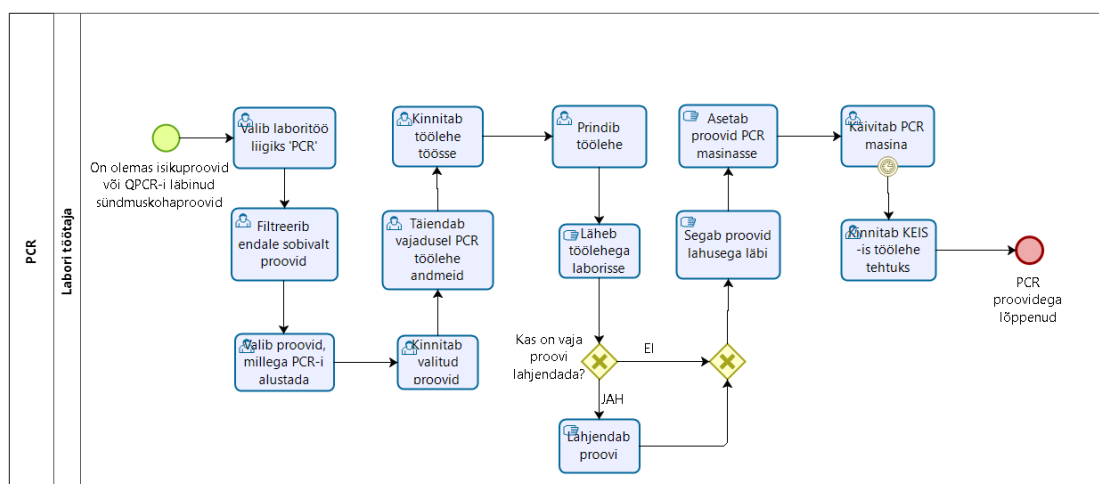 PCR
Labori töötaja
On olemas isikuproovid
või QPCR-i läbinud
sündmuskohaproovid
Valib laboritöö
liigiks 'PCR'
Filtreerib
endale sobivalt
proovid
Valib proovid,
millega PCR-i
alustada
Kinnitab
valitud
proovid
Täiendab
vajadusel PCR
töölehe
andmeid
Kinnitab
töölehe
töösse
Prindib
töölehe
Läheb
töölehega
laborisse
Kas on vaja
proovi
lahjendada?
EI
JAH
Lahjendab
proovi
Segab proovid
lahusega läbi
Asetab
proovid PCR
masinasse
Käivitab PCR
masina
Kinnitab KEIS
-is töölehe
tehtuks
PCR
proovidega
lõppenud